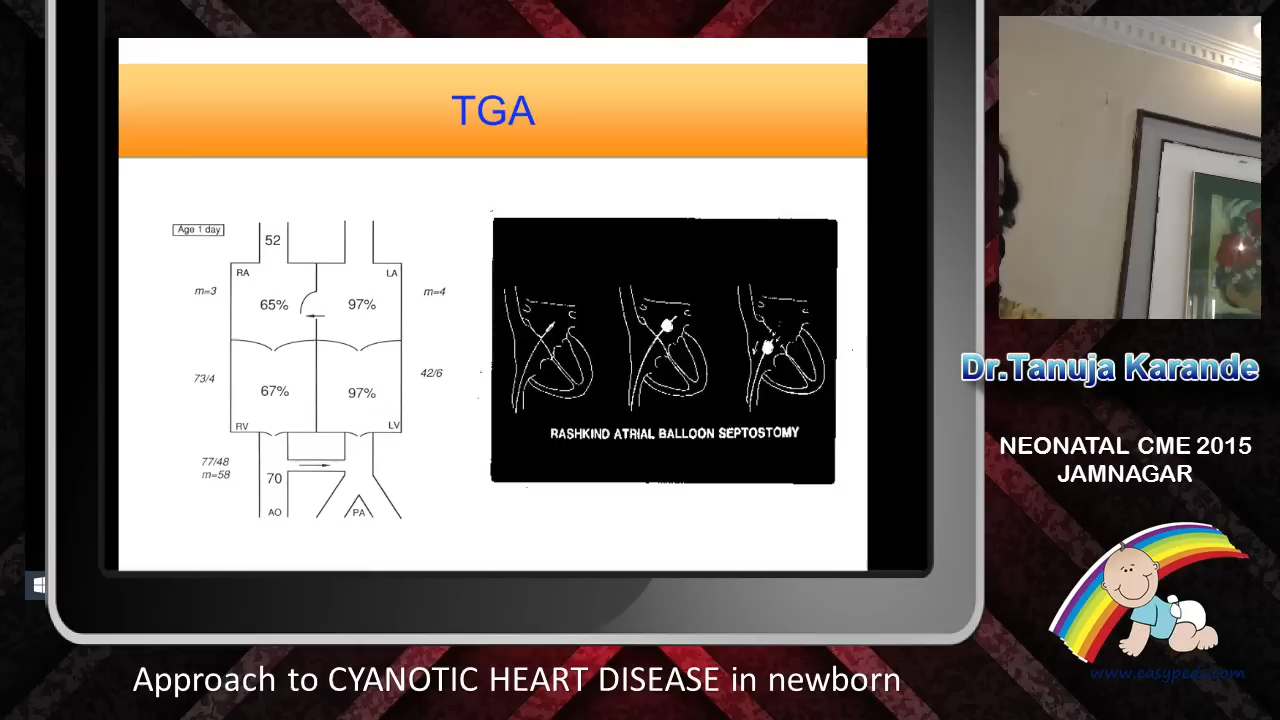 TGA
Age 1 day
52
RA
LA
m=3
65%
97%
m=4
73/4
67%
97%
42/6
RV
LV
77/48
m=58
70
AO
PA
RASHKIND ATRIAL BALLOON SEPTOSTOMY
Dr.Tanuja Karande
NEONATAL CME 2015
JAMNAGAR
www.easypeds.com
Approach to CYANOTIC HEART DISEASE in newborn